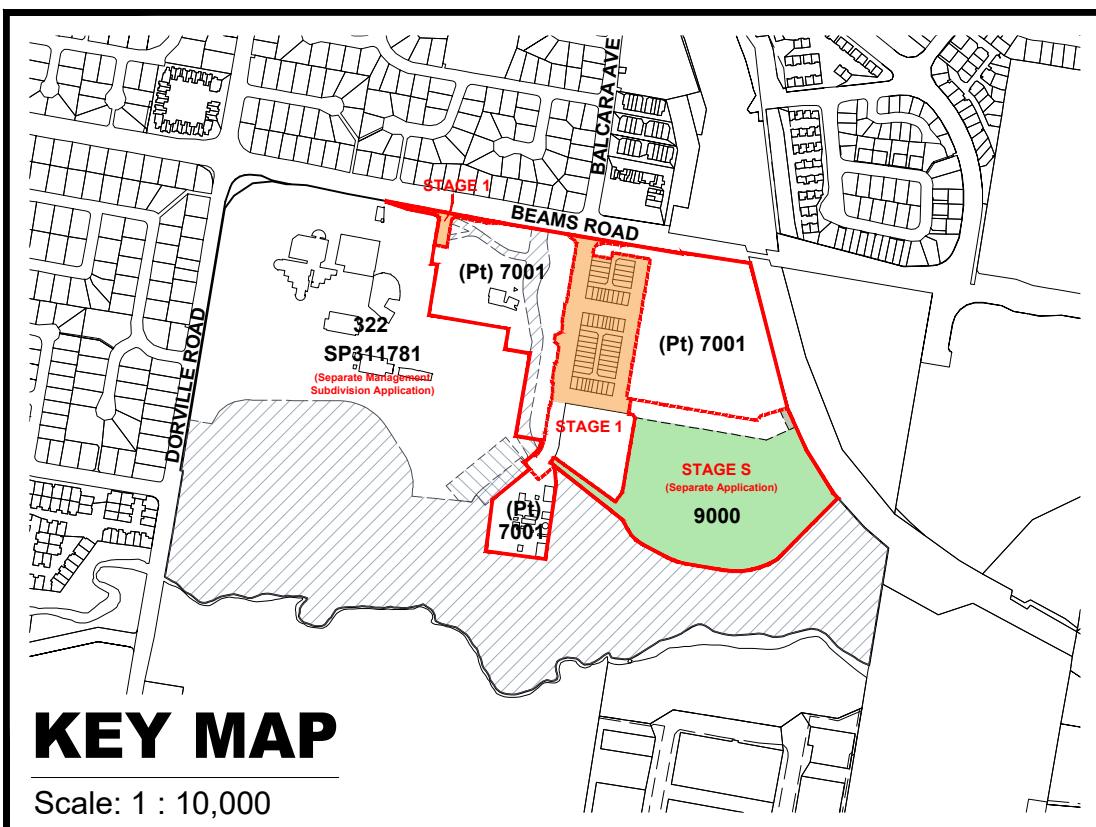 BALCARA AVE
STAGE 1
BEAMS ROAD
(Pt) 7001
DORVILLE ROAD
322
SP311781
(Separate Management
Subdivision Application)
(Pt) 7001
STAGE 1
STAGE S
(Separate Application)
9000
(Pt)
7001
KEY MAP
Scale: 1 : 10,000